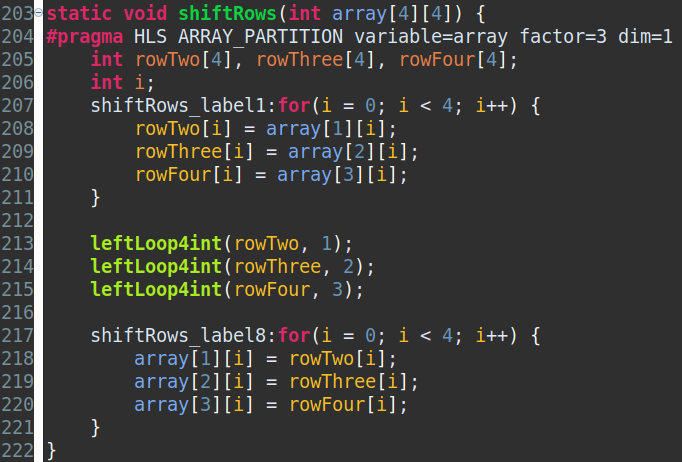 203 static void shiftRows(int array[4][4]) {
204 #pragma HLS ARRAY_PARTITION variable=array factor=3 dim=1
205     int rowTwo[4], rowThree[4], rowFour[4];
206     int i;
207     shiftRows_label1:for(i = 0; i < 4; i++) {
208         rowTwo[i] = array[1][i];
209         rowThree[i] = array[2][i];
210         rowFour[i] = array[3][i];
211     }
212
213     leftLoop4int(rowTwo, 1);
214     leftLoop4int(rowThree, 2);
215     leftLoop4int(rowFour, 3);
216
217     shiftRows_label8:for(i = 0; i < 4; i++) {
218         array[1][i] = rowTwo[i];
219         array[2][i] = rowThree[i];
220         array[3][i] = rowFour[i];
221     }
222 }